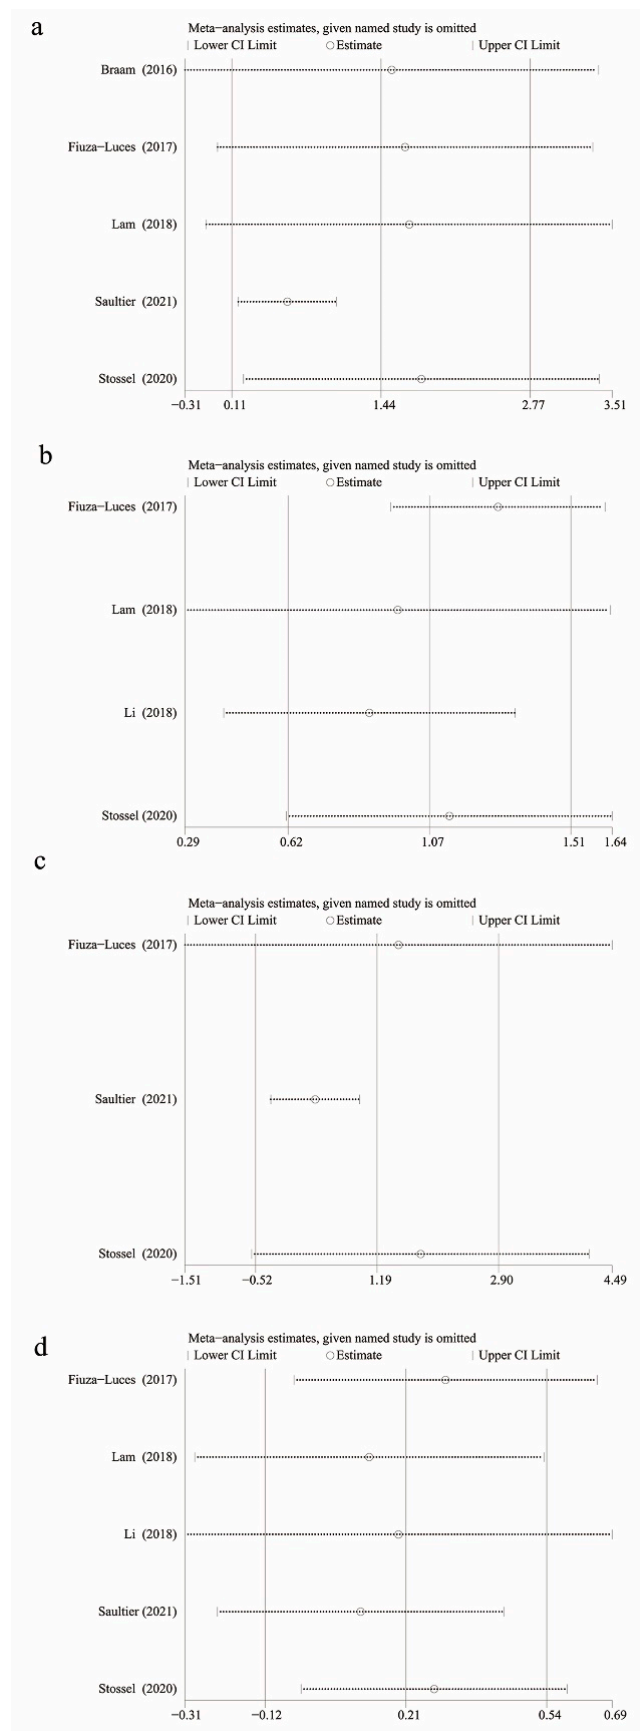 a
Meta−analysis estimates, given named study is omitted
| Lower CI Limit ○ Estimate | Upper CI Limit
Braam (2016)
Fiuza−Luces (2017)
Lam (2018)
Saultier (2021)
Stossel (2020)
−0.31 0.11 1.44 2.77 3.51
b
Meta−analysis estimates, given named study is omitted
| Lower CI Limit ○ Estimate | Upper CI Limit
Fiuza−Luces (2017)
Lam (2018)
Li (2018)
Stossel (2020)
0.29 0.62 1.07 1.51 1.64
c
Meta−analysis estimates, given named study is omitted
| Lower CI Limit ○ Estimate | Upper CI Limit
Fiuza−Luces (2017)
Saultier (2021)
Stossel (2020)
−1.51 −0.52 1.19 2.90 4.49
d
Meta−analysis estimates, given named study is omitted
| Lower CI Limit ○ Estimate | Upper CI Limit
Fiuza−Luces (2017)
Lam (2018)
Li (2018)
Saultier (2021)
Stossel (2020)
−0.31 −0.12 0.21 0.54 0.69